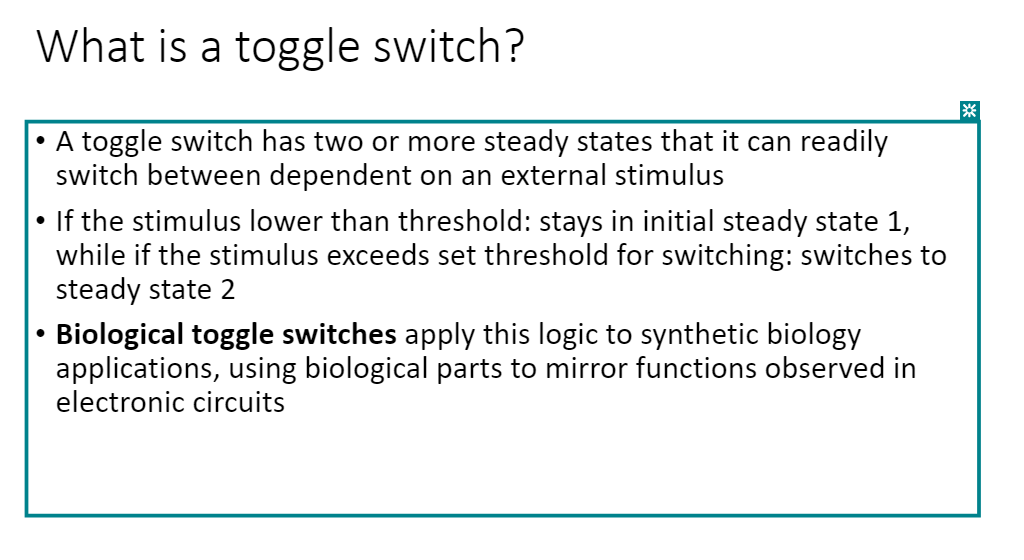 What is a toggle switch?
• A toggle switch has two or more steady states that it can readily
switch between dependent on an external stimulus
• If the stimulus lower than threshold: stays in initial steady state 1,
while if the stimulus exceeds set threshold for switching: switches to
steady state 2
• Biological toggle switches apply this logic to synthetic biology
applications, using biological parts to mirror functions observed in
electronic circuits